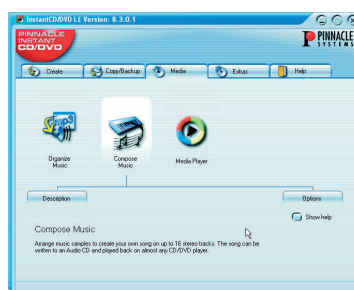 InstantCD/DVD LE Version: 8.3.0.1
PINNACLE
INSTANT
CD/DVD
PINNACLE
SYSTEMS
Create
Copy/Backup
Media
Extras
Help
mp3
Organize
Music
Compose
Music
Media Player
Description
Options
Show help
Compose Music
Arrange music samples to create your own song on up to 16 stereo tracks. The song can be
written to an Audio CD and played back on almost any CD/DVD player.